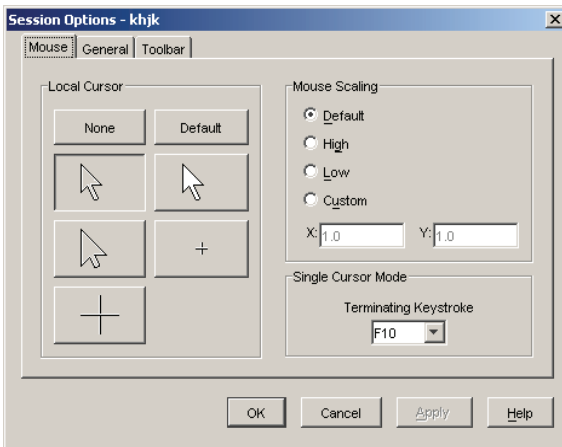 Session Options - khjk
Mouse General Toolbar
Local Cursor
None Default
Mouse Scaling
Default
High
Low
Custom
X: 1.0 Y: 1.0
Single Cursor Mode
Terminating Keystroke
F10
OK Cancel Apply Help